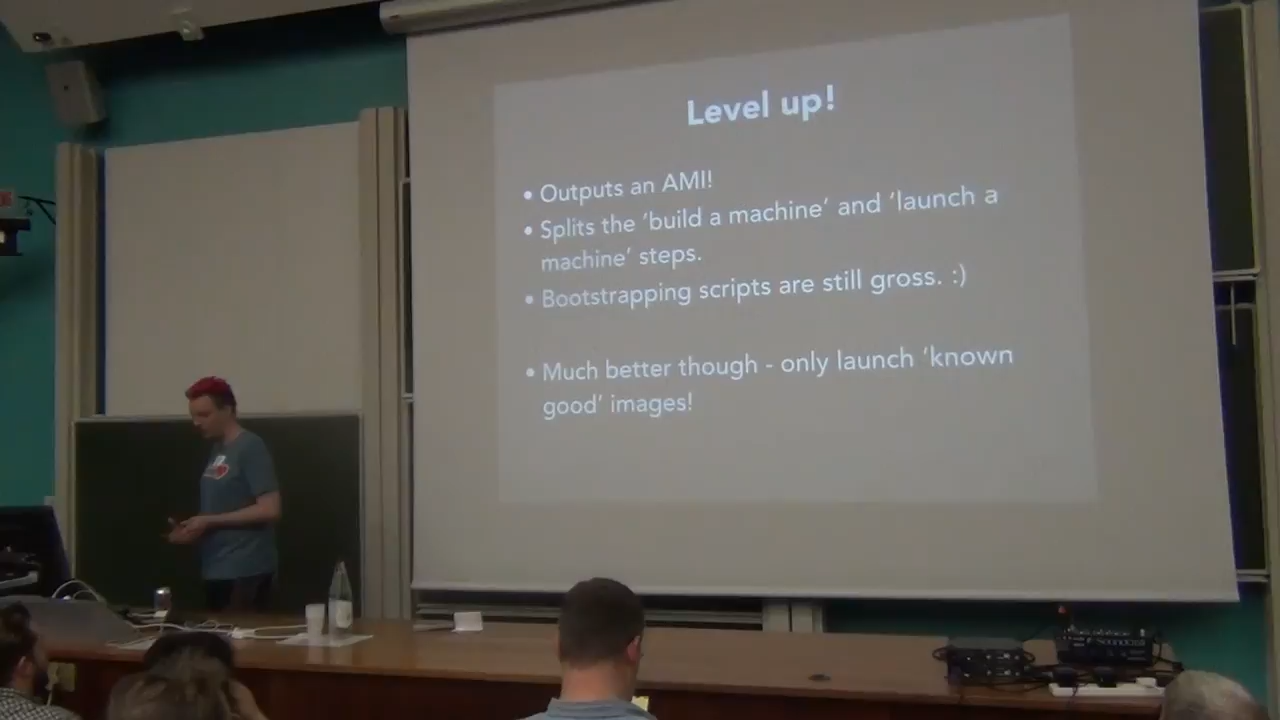 Level up!
• Outputs an AMI!
• Splits the ‘build a machine’ and ‘launch a
machine’ steps.
• Bootstrapping scripts are still gross. :)
• Much better though - only launch ‘known
good’ images!